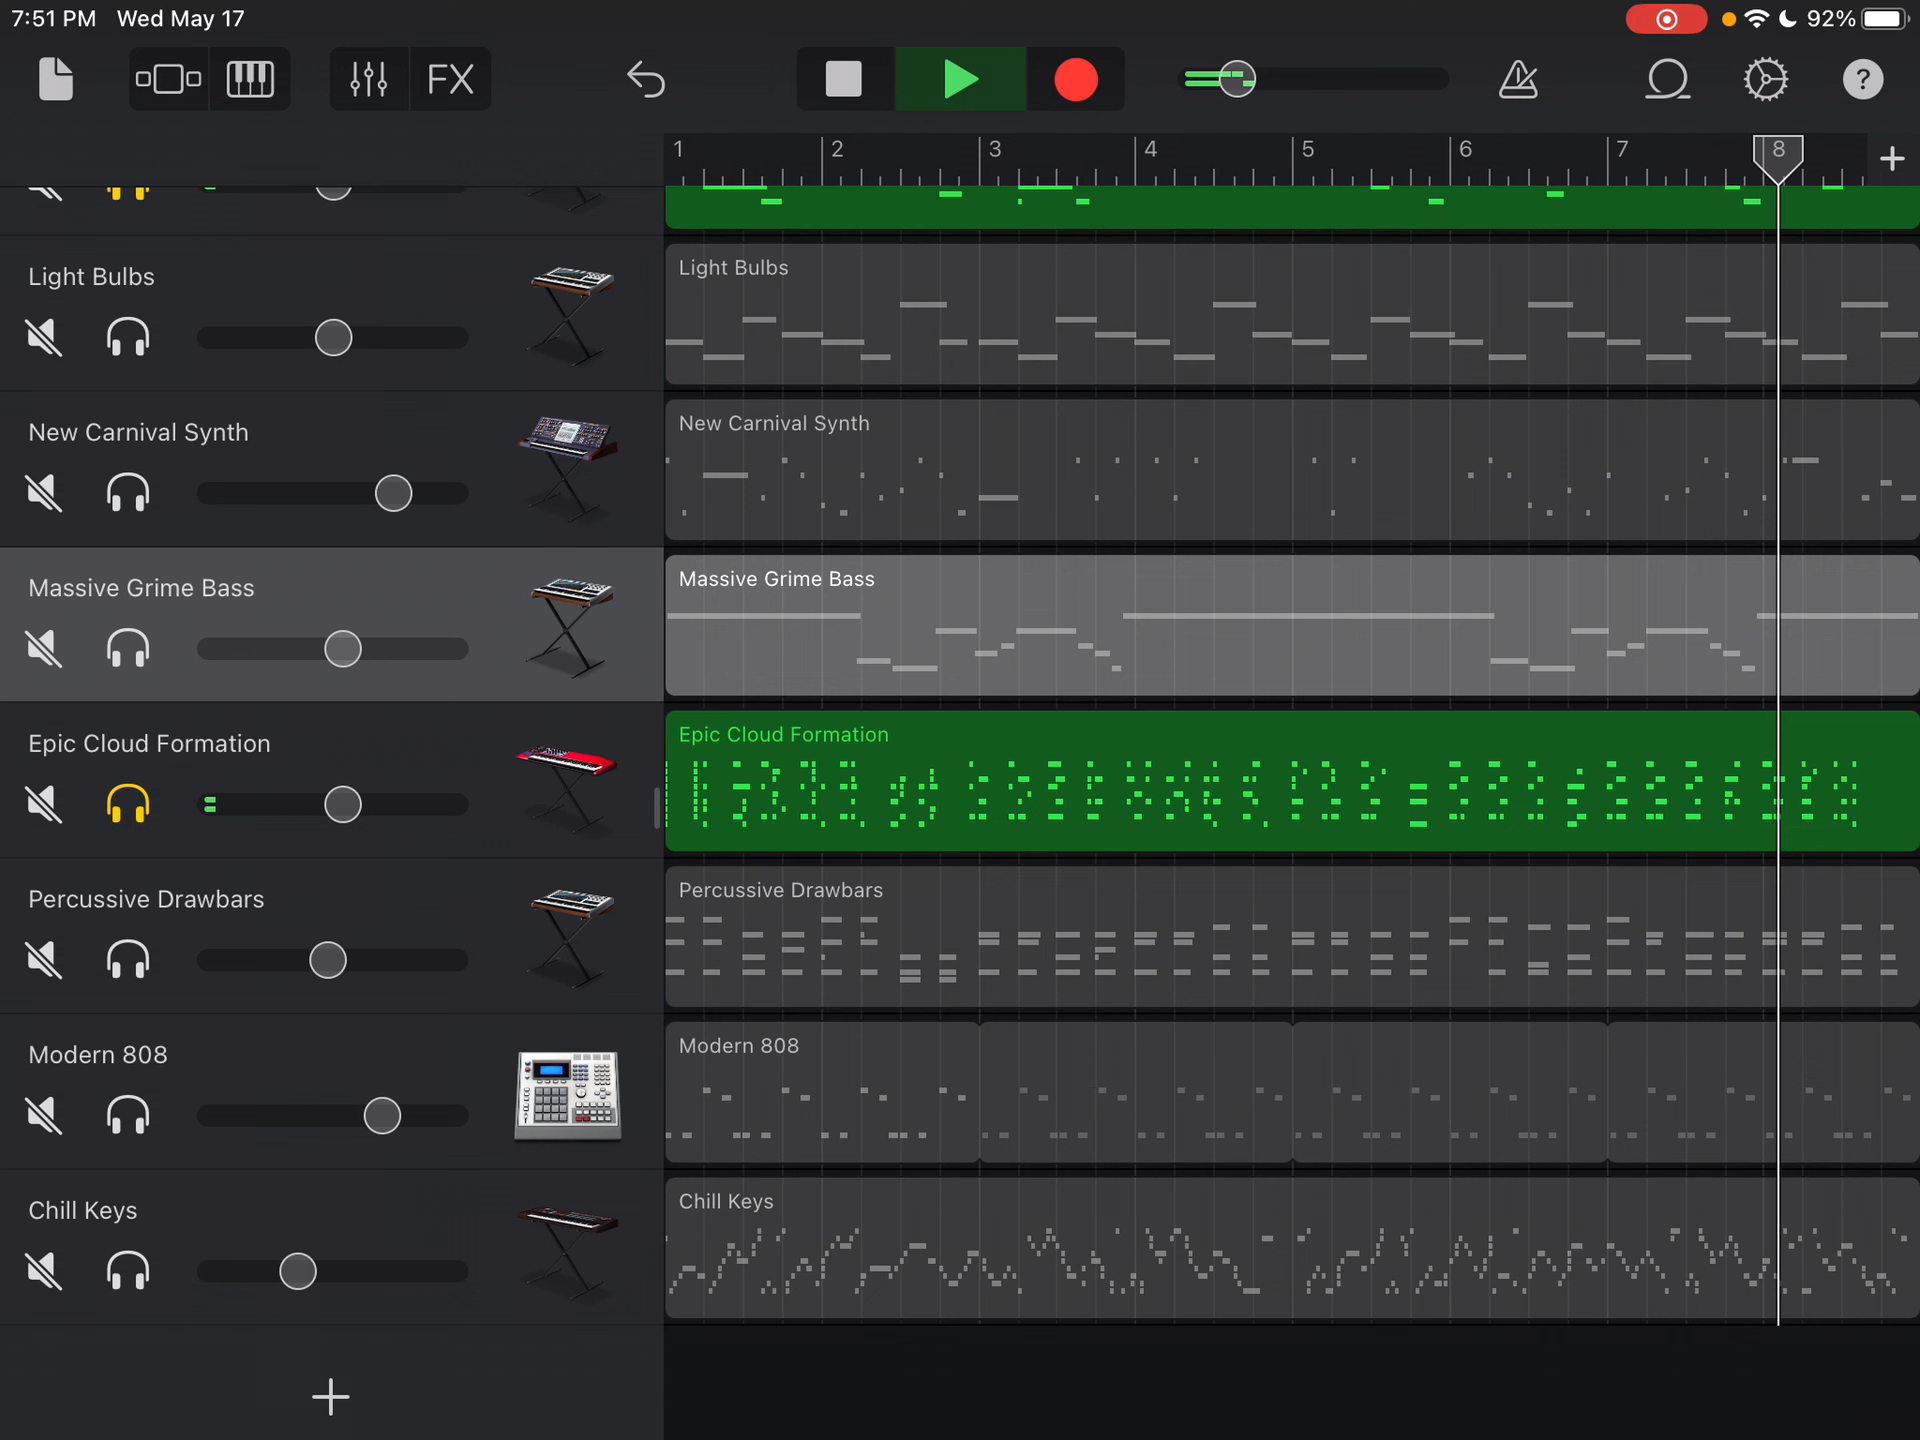 7:51 PM Wed May 17
92%
FX
?
1 2 3 4 5 6 7 8
Light Bulbs
Light Bulbs
New Carnival Synth
New Carnival Synth
Massive Grime Bass
Massive Grime Bass
Epic Cloud Formation
Epic Cloud Formation
Percussive Drawbars
Percussive Drawbars
Modern 808
Modern 808
Chill Keys
Chill Keys